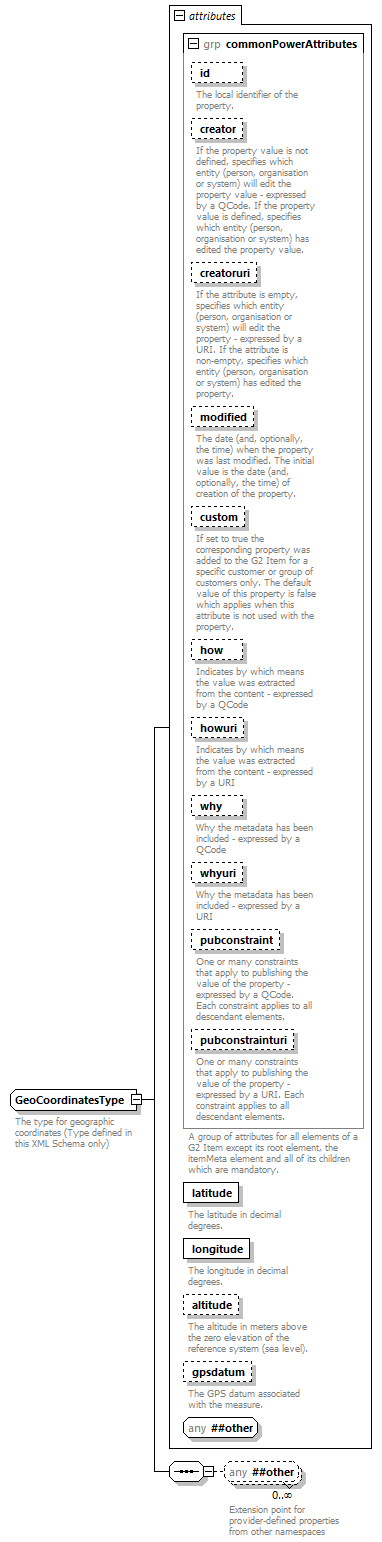 attributes
grp commonPowerAttributes
id
The local identifier of the
property.
creator
If the property value is not
defined, specifies which
entity (person, organisation
or system) will edit the
property value - expressed
by a QCode. If the property
value is defined, specifies
which entity (person,
organisation or system) has
edited the property value.
creatoruri
If the attribute is empty,
specifies which entity
(person, organisation or
system) will edit the
property - expressed by a
URI. If the attribute is
non-empty, specifies which
entity (person, organisation
or system) has edited the
property.
modified
The date (and, optionally,
the time) when the property
was last modified. The initial
value is the date (and,
optionally, the time) of
creation of the property.
custom
If set to true the
corresponding property was
added to the G2 Item for a
specific customer or group of
customers only. The default
value of this property is false
which applies when this
attribute is not used with the
property.
how
Indicates by which means
the value was extracted
from the content - expressed
by a QCode
howuri
Indicates by which means
the value was extracted
from the content - expressed
by a URI
why
Why the metadata has been
included - expressed by a
QCode
whyuri
Why the metadata has been
included - expressed by a
URI
pubconstraint
One or many constraints
that apply to publishing the
value of the property -
expressed by a QCode.
Each constraint applies to all
descendant elements.
pubconstrainturi
One or many constraints
that apply to publishing the
value of the property -
expressed by a URI. Each
constraint applies to all
descendant elements.
A group of attributes for all elements of a
G2 Item except its root element, the
itemMeta element and all of its children
which are mandatory.
GeoCoordinatesType
The type for geographic
coordinates (Type defined in
this XML Schema only)
latitude
The latitude in decimal
degrees.
longitude
The longitude in decimal
degrees.
altitude
The altitude in meters above
the zero elevation of the
reference system (sea level).
gpsdatum
The GPS datum associated
with the measure.
any ##other
any ##other
0..∞
Extension point for
provider-defined properties
from other namespaces